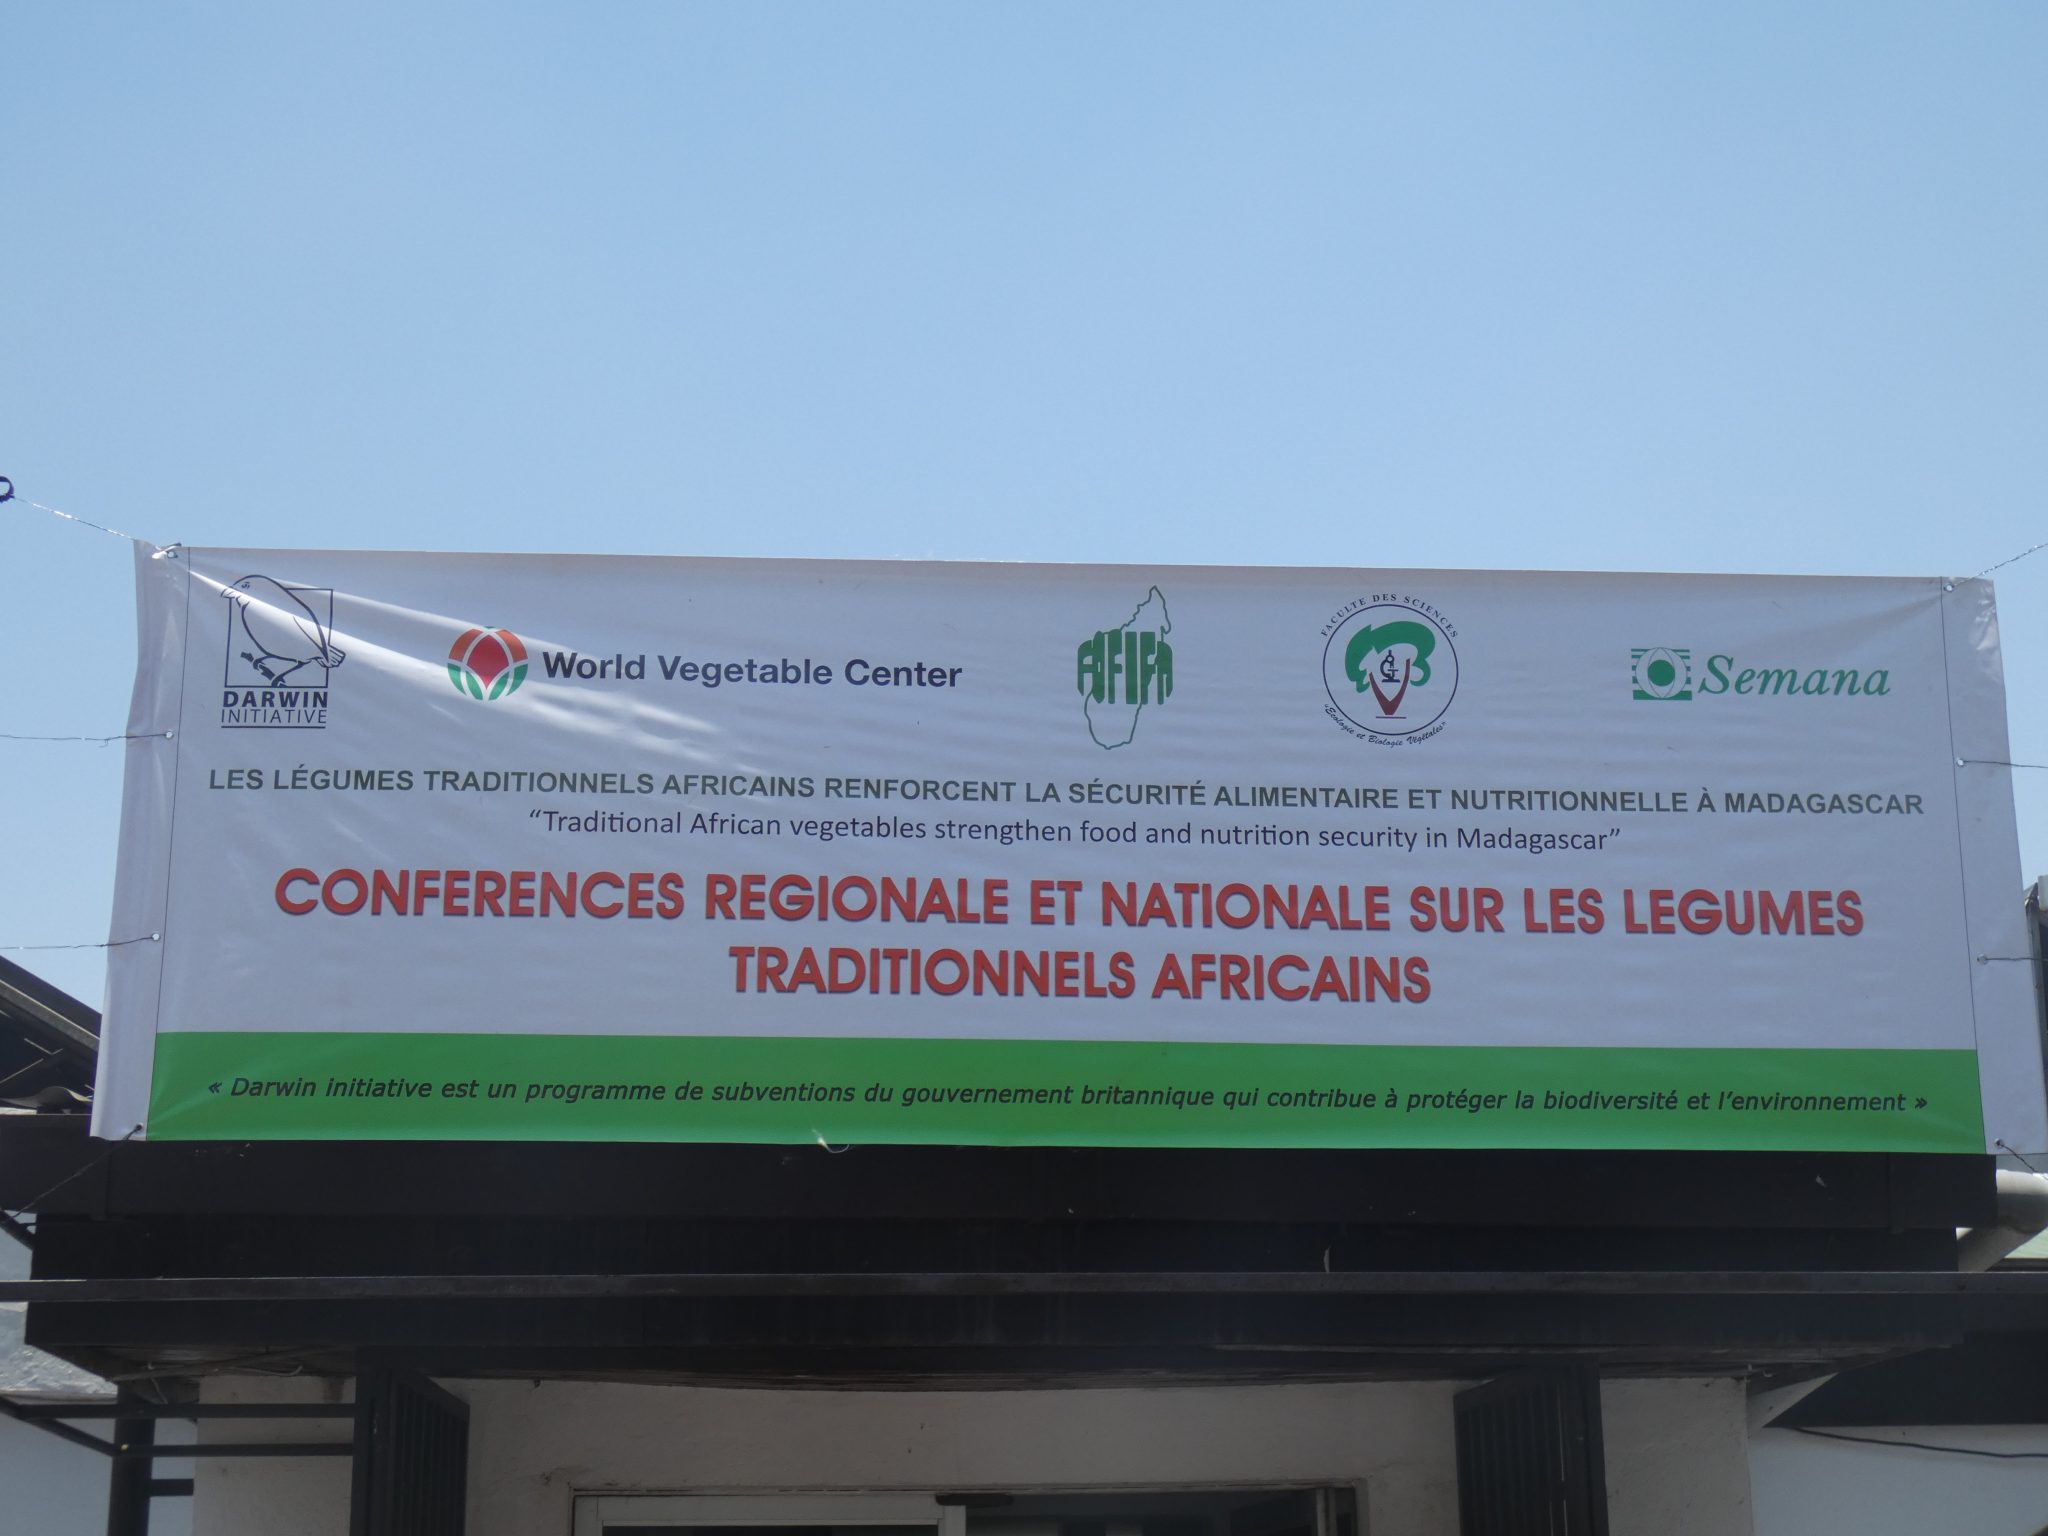 DARWIN
INITIATIVE
World Vegetable Center
FOFIFA
FACULTE DES SCIENCES
"Ecologie et Biologie Végétales"
Semana
LES LÉGUMES TRADITIONNELS AFRICAINS RENFORCENT LA SÉCURITÉ ALIMENTAIRE ET NUTRITIONNELLE À MADAGASCAR
“Traditional African vegetables strengthen food and nutrition security in Madagascar”
CONFERENCES REGIONALE ET NATIONALE SUR LES LEGUMES
TRADITIONNELS AFRICAINS
« Darwin initiative est un programme de subventions du gouvernement britannique qui contribue à protéger la biodiversité et l’environnement »